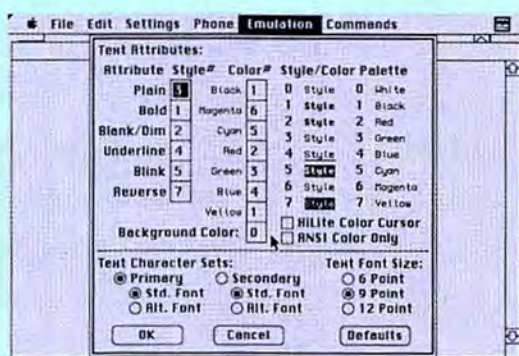 File Edit Settings Phone Emulation Commands
Text Attributes:
Attribute Style# Color# Style/Color Palette
Plain 3 Black 1 0 Style 0 White
Bold 1 Magenta 6 1 Style 1 Black
Blank/Dim 2 Cyan 5 2 Style 2 Red
Underline 4 Red 2 3 Style 3 Green
Blink 5 Green 3 4 Style 4 Blue
Reverse 7 Blue 4 5 Style 5 Cyan
Yellow 1 6 Style 6 Magenta
Background Color: 0 7 Style 7 Yellow
HiLite Color Cursor
ANSI Color Only
Text Character Sets: Text Font Size:
Primary Secondary 6 Point
Std. Font Std. Font 9 Point
Alt. Font Alt. Font 12 Point
OK Cancel Defaults